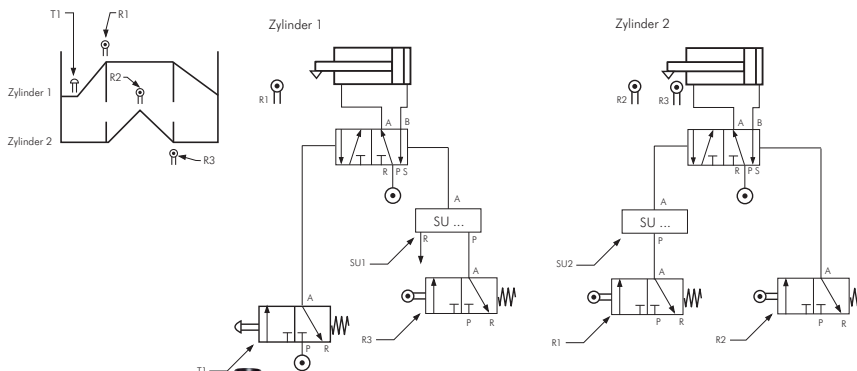 T1
R1
Zylinder 1
R2
Zylinder 2
R3
Zylinder 1
R1
A B
R P S
A
SU ...
R P
SU1
A
P R
R3
A
P R
T1
Zylinder 2
R2 R3
A B
R P S
A
SU ...
P
SU2
A
P R
R1
A
P R
R2